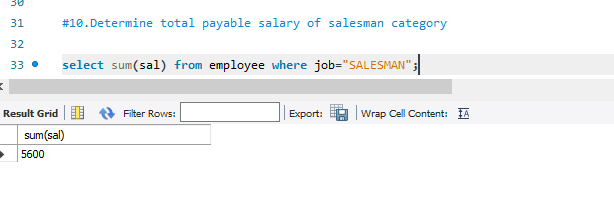 30
31 #10.Determine total payable salary of salesman category
32
33 select sum(sal) from employee where job="SALESMAN";
Result Grid Filter Rows: Export: Wrap Cell Content: IA
sum(sal)
5600